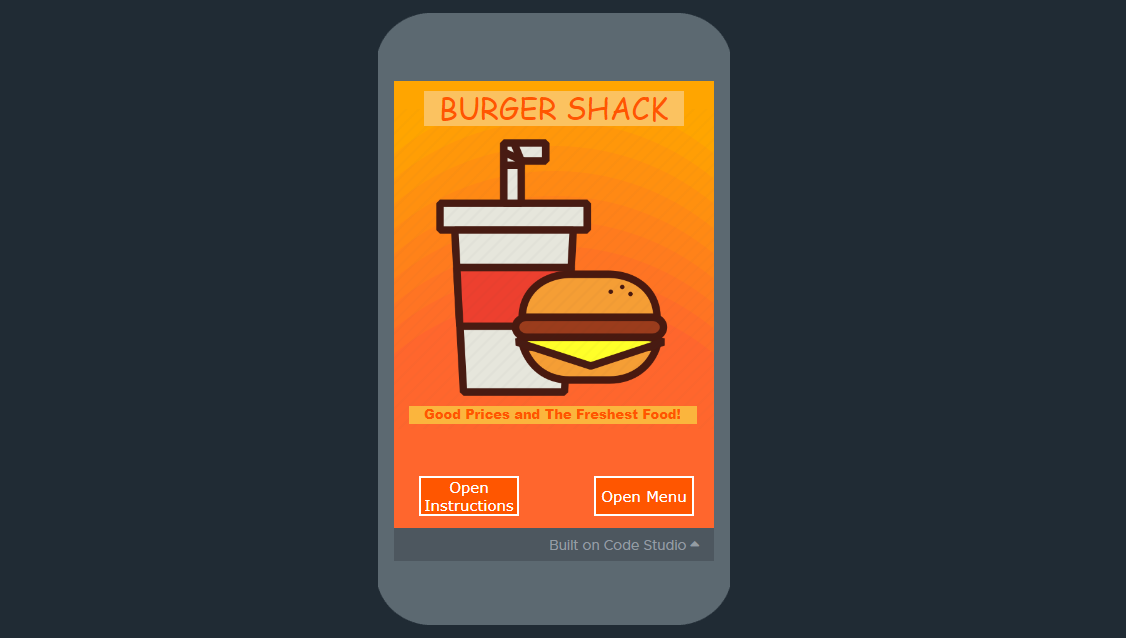 BURGER SHACK
Good Prices and The Freshest Food!
Open
Instructions
Open Menu
Built on Code Studio